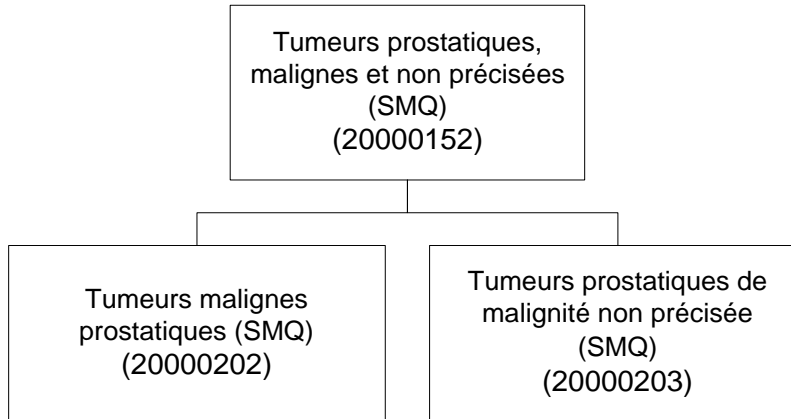 Tumeurs prostatiques,
malignes et non précisées
(SMQ)
(20000152)
Tumeurs malignes
prostatiques (SMQ)
(20000202)
Tumeurs prostatiques de
malignité non précisée
(SMQ)
(20000203)